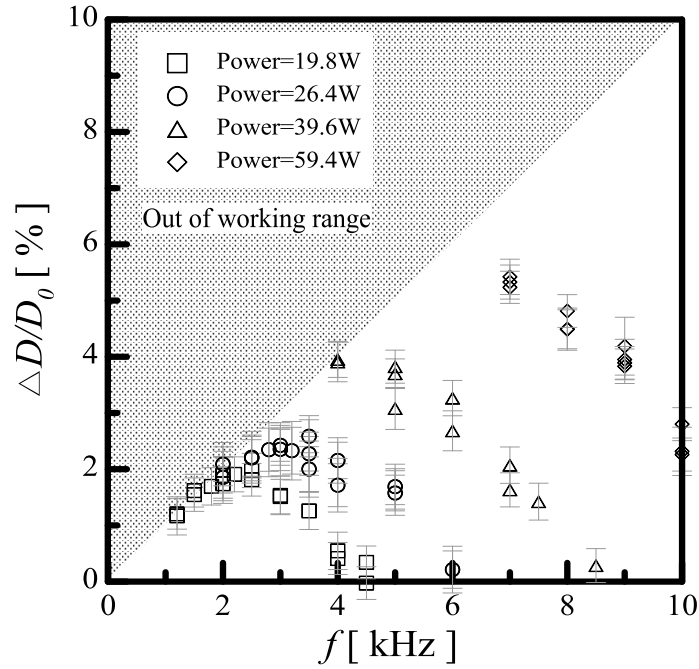 10
8
6
4
2
0
△D/D0 [ % ]
Power=19.8W
Power=26.4W
Power=39.6W
Power=59.4W
Out of working range
0 2 4 6 8 10
f [ kHz ]